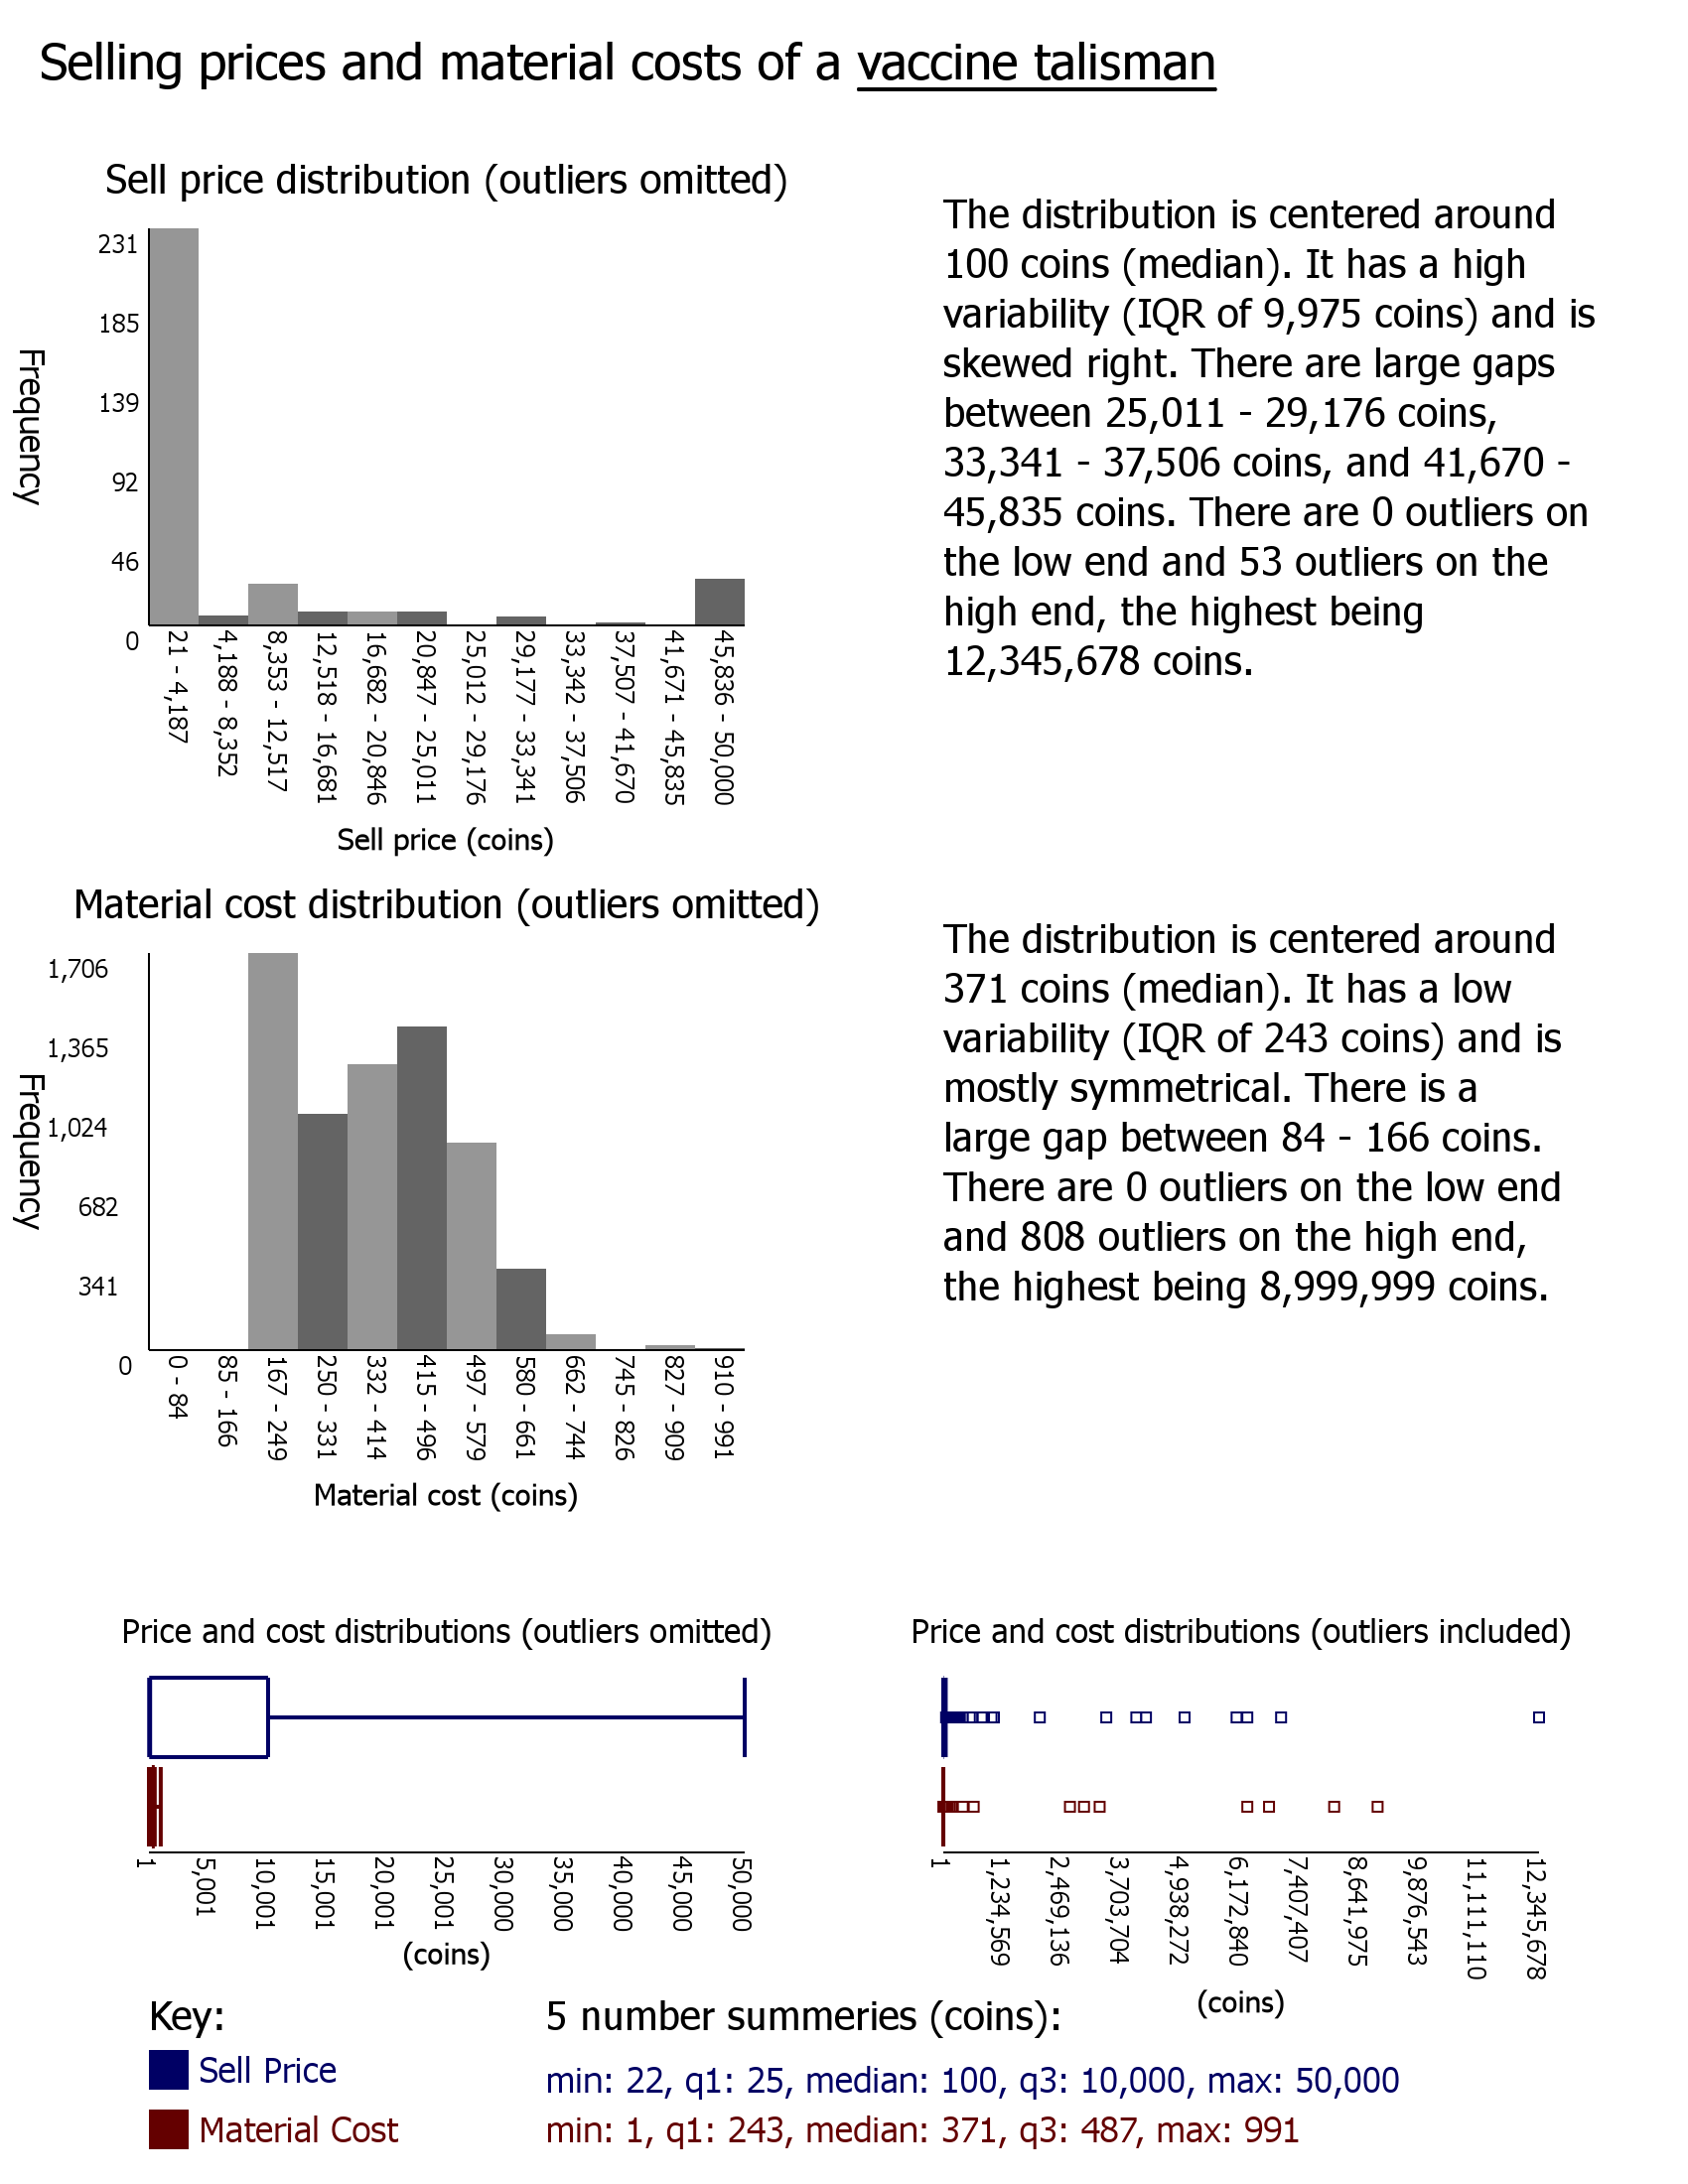 Selling prices and material costs of a vaccine talisman
Sell price distribution (outliers omitted)
231
185
139
92
46
0
Frequency
21 - 4,187
4,188 - 8,352
8,353 - 12,517
12,518 - 16,681
16,682 - 20,846
20,847 - 25,011
25,012 - 29,176
29,177 - 33,341
33,342 - 37,506
37,507 - 41,670
41,671 - 45,835
45,836 - 50,000
Sell price (coins)
The distribution is centered around
100 coins (median). It has a high
variability (IQR of 9,975 coins) and is
skewed right. There are large gaps
between 25,011 - 29,176 coins,
33,341 - 37,506 coins, and 41,670 -
45,835 coins. There are 0 outliers on
the low end and 53 outliers on the
high end, the highest being
12,345,678 coins.
Material cost distribution (outliers omitted)
1,706
1,365
1,024
682
341
0
Frequency
0 - 84
85 - 166
167 - 249
250 - 331
332 - 414
415 - 496
497 - 579
580 - 661
662 - 744
745 - 826
827 - 909
910 - 991
Material cost (coins)
The distribution is centered around
371 coins (median). It has a low
variability (IQR of 243 coins) and is
mostly symmetrical. There is a
large gap between 84 - 166 coins.
There are 0 outliers on the low end
and 808 outliers on the high end,
the highest being 8,999,999 coins.
Price and cost distributions (outliers omitted)
1
5,001
10,001
15,001
20,001
25,001
30,000
35,000
40,000
45,000
50,000
(coins)
Price and cost distributions (outliers included)
1
1,234,569
2,469,136
3,703,704
4,938,272
6,172,840
7,407,407
8,641,975
9,876,543
11,111,110
12,345,678
(coins)
Key:
Sell Price
Material Cost
5 number summeries (coins):
min: 22, q1: 25, median: 100, q3: 10,000, max: 50,000
min: 1, q1: 243, median: 371, q3: 487, max: 991